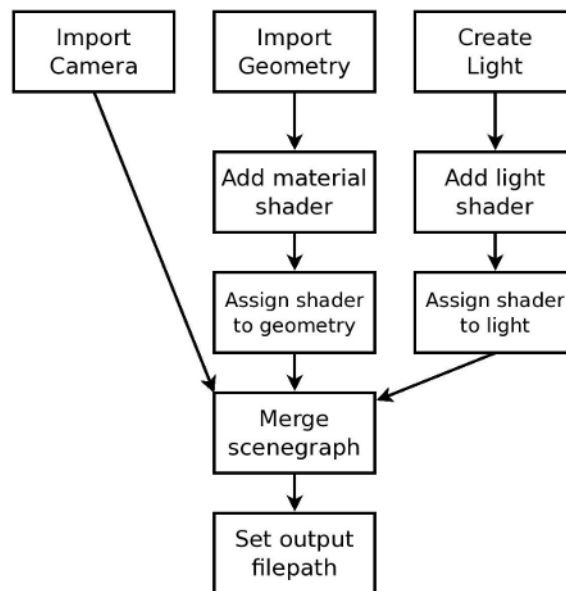 Import
Camera
Import
Geometry
Create
Light
Add material
shader
Add light
shader
Assign shader
to geometry
Assign shader
to light
Merge
scenegraph
Set output
filepath